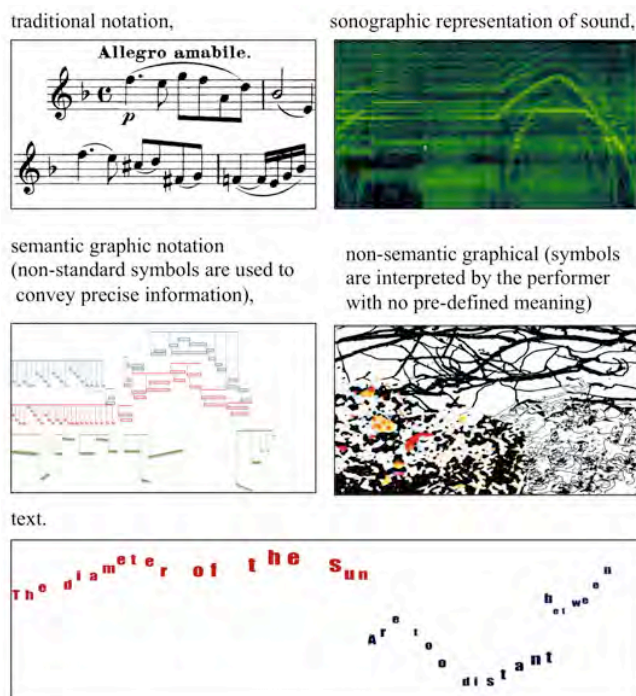 traditional notation,
sonographic representation of sound,
Allegro amabile.
p
semantic graphic notation
(non-standard symbols are used to
convey precise information),
non-semantic graphical (symbols
are interpreted by the performer
with no pre-defined meaning)
text.
The diameter of the Sun
Are too distant between